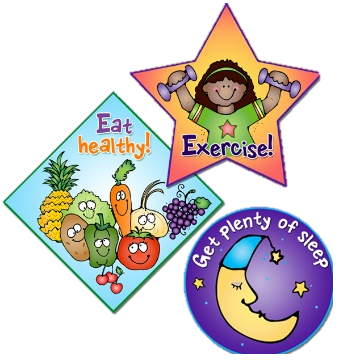 Exercise!
Eat
healthy!
Get plenty of sleep